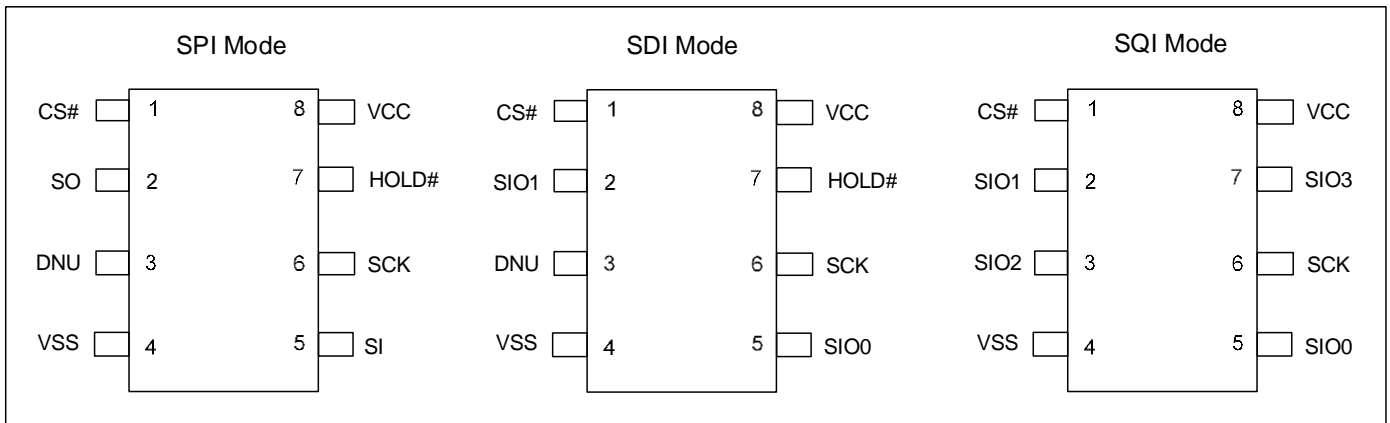 SPI Mode
CS# 1 8 VCC
SO 2 7 HOLD#
DNU 3 6 SCK
VSS 4 5 SI
SDI Mode
CS# 1 8 VCC
SIO1 2 7 HOLD#
DNU 3 6 SCK
VSS 4 5 SIO0
SQI Mode
CS# 1 8 VCC
SIO1 2 7 SIO3
SIO2 3 6 SCK
VSS 4 5 SIO0